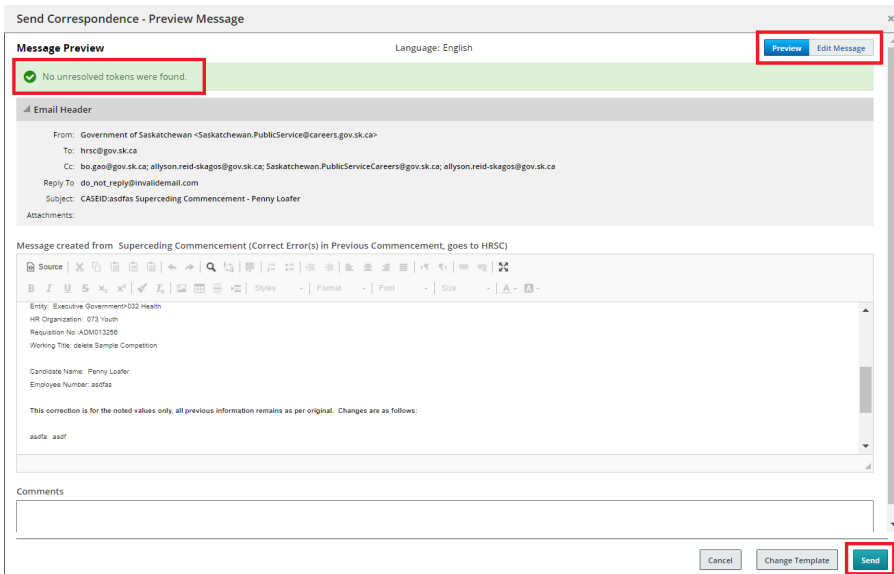 Send Correspondence - Preview Message
×
Message Preview
Language: English
Preview
Edit Message
No unresolved tokens were found.
Email Header
From: Government of Saskatchewan <Saskatchewan.PublicService@careers.gov.sk.ca>
To: hrsc@gov.sk.ca
Cc: bo.gao@gov.sk.ca; allyson.reid-skagos@gov.sk.ca; Saskatchewan.PublicServiceCareers@gov.sk.ca; allyson.reid-skagos@gov.sk.ca
Reply To do_not_reply@invalidemail.com
Subject: CASEID:asdfas Superceding Commencement - Penny Loafer
Attachments:
Message created from Superceding Commencement (Correct Error(s) in Previous Commencement, goes to HRSC)
Source
B I U S x₂ x² Tx Styles Format Font Size A A
Entity: Executive Government>032 Health
HR Organization: 073 Youth
Requisition No.:ADM013256
Working Title: delete Sample Competition
Candidate Name: Penny Loafer
Employee Number: asdfas
This correction is for the noted values only, all previous information remains as per original. Changes are as follows:
asdfa: asdf
Comments
Cancel
Change Template
Send